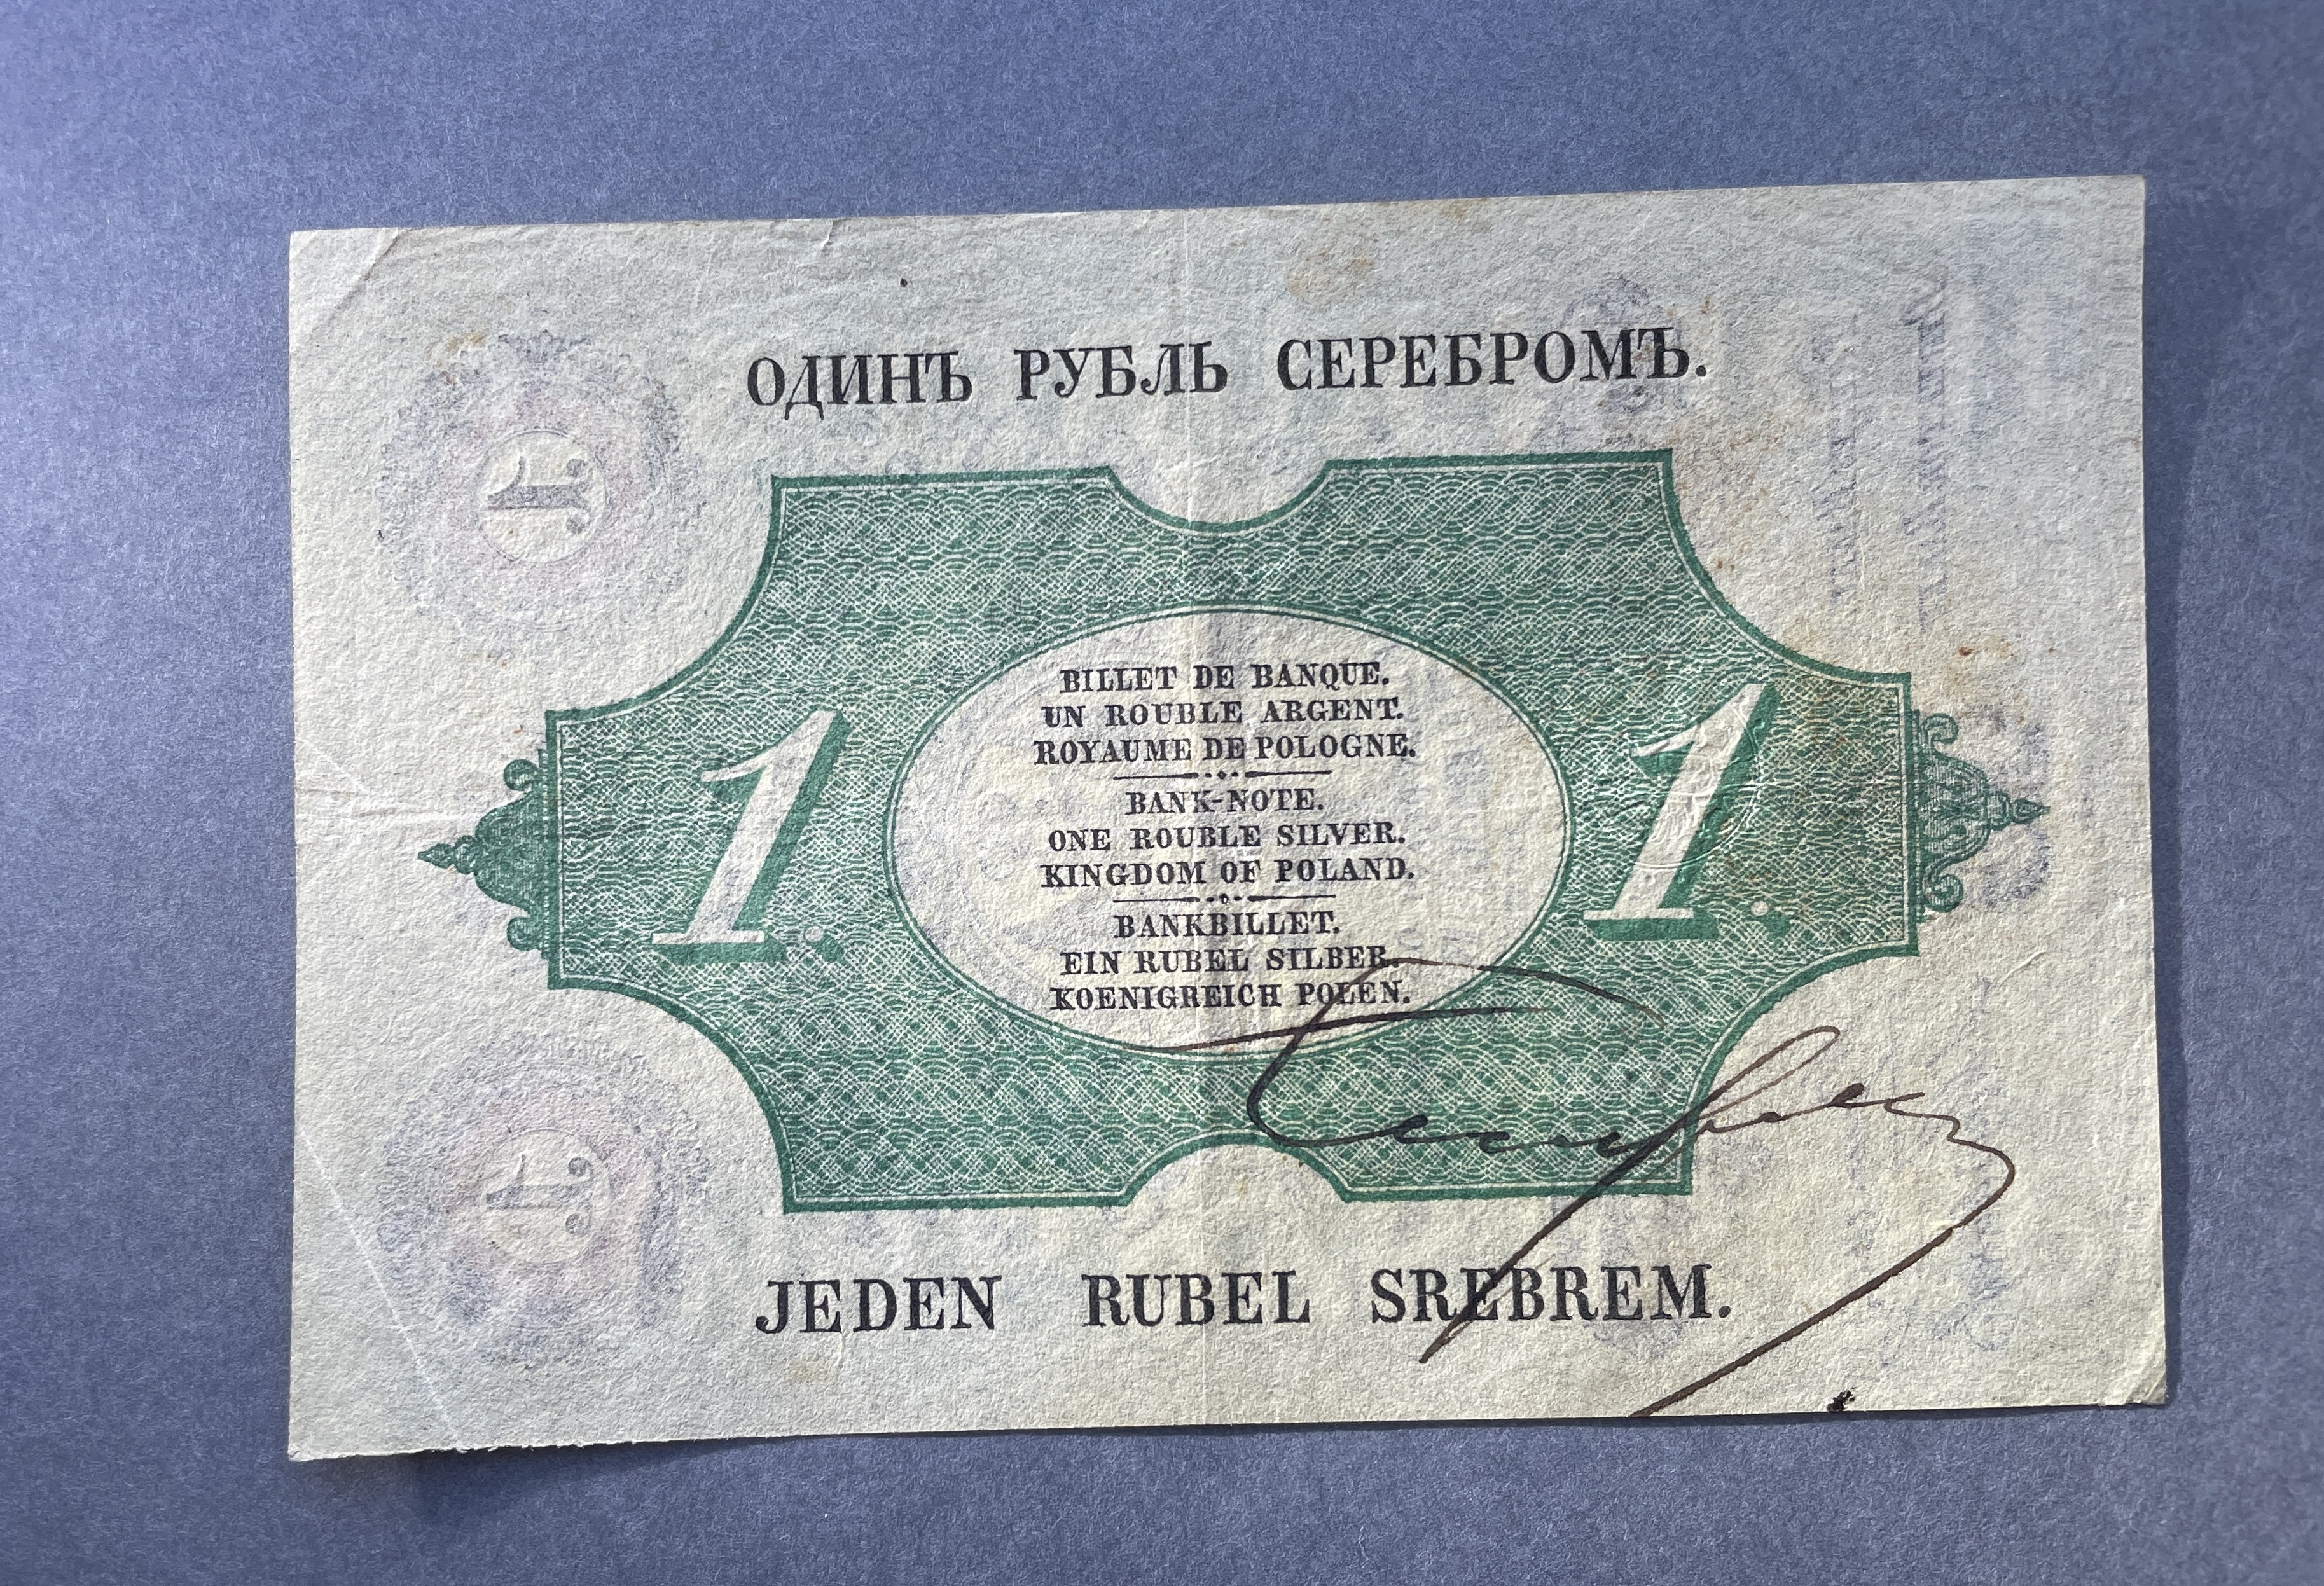 ОДИНЪ РУБЛЬ СЕРЕБРОМЪ.
1. 1.
BILLET DE BANQUE.
UN ROUBLE ARGENT.
ROYAUME DE POLOGNE.
BANK-NOTE.
ONE ROUBLE SILVER.
KINGDOM OF POLAND.
BANKBILLET.
EIN RUBEL SILBER.
KOENIGREICH POLEN.
JEDEN RUBEL SREBREM.